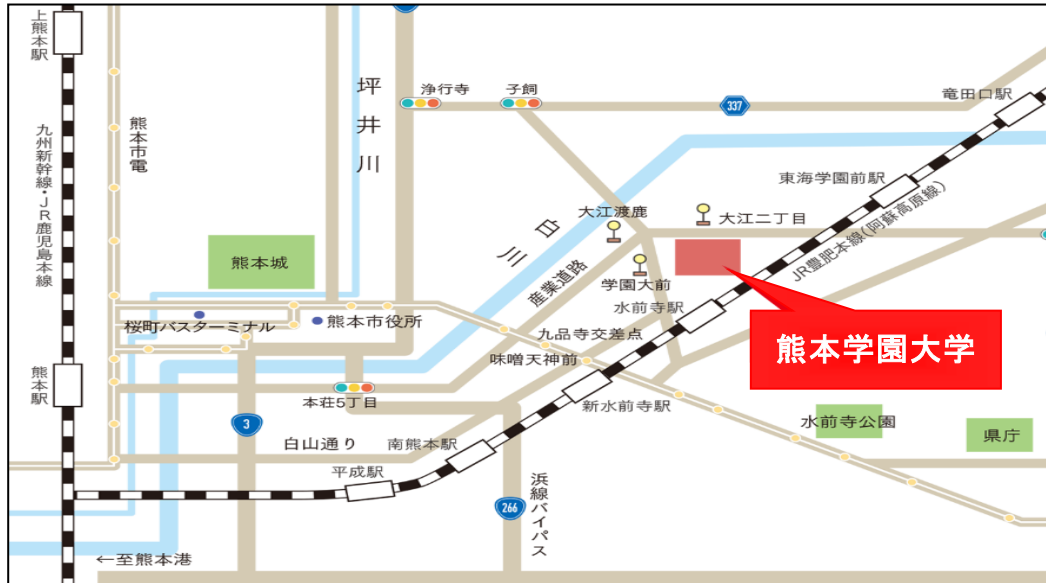 上熊本駅
九州新幹線・JR鹿児島本線
熊本市電
坪井川
浄行寺
子飼
337
竜田口駅
東海学園前駅
大江渡鹿
大江二丁目
白川
JR豊肥本線(阿蘇高原線)
熊本城
産業道路
学園大前
水前寺駅
桜町バスターミナル
熊本市役所
九品寺交差点
熊本学園大学
味噌天神前
熊本駅
本荘5丁目
新水前寺駅
3
水前寺公園
県庁
白山通り
南熊本駅
平成駅
266
浜線バイパス
←至熊本港